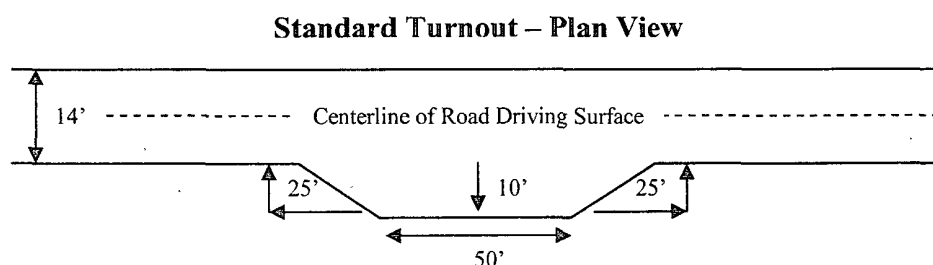 Standard Turnout – Plan View
14’
Centerline of Road Driving Surface
25’
10’
25’
50’